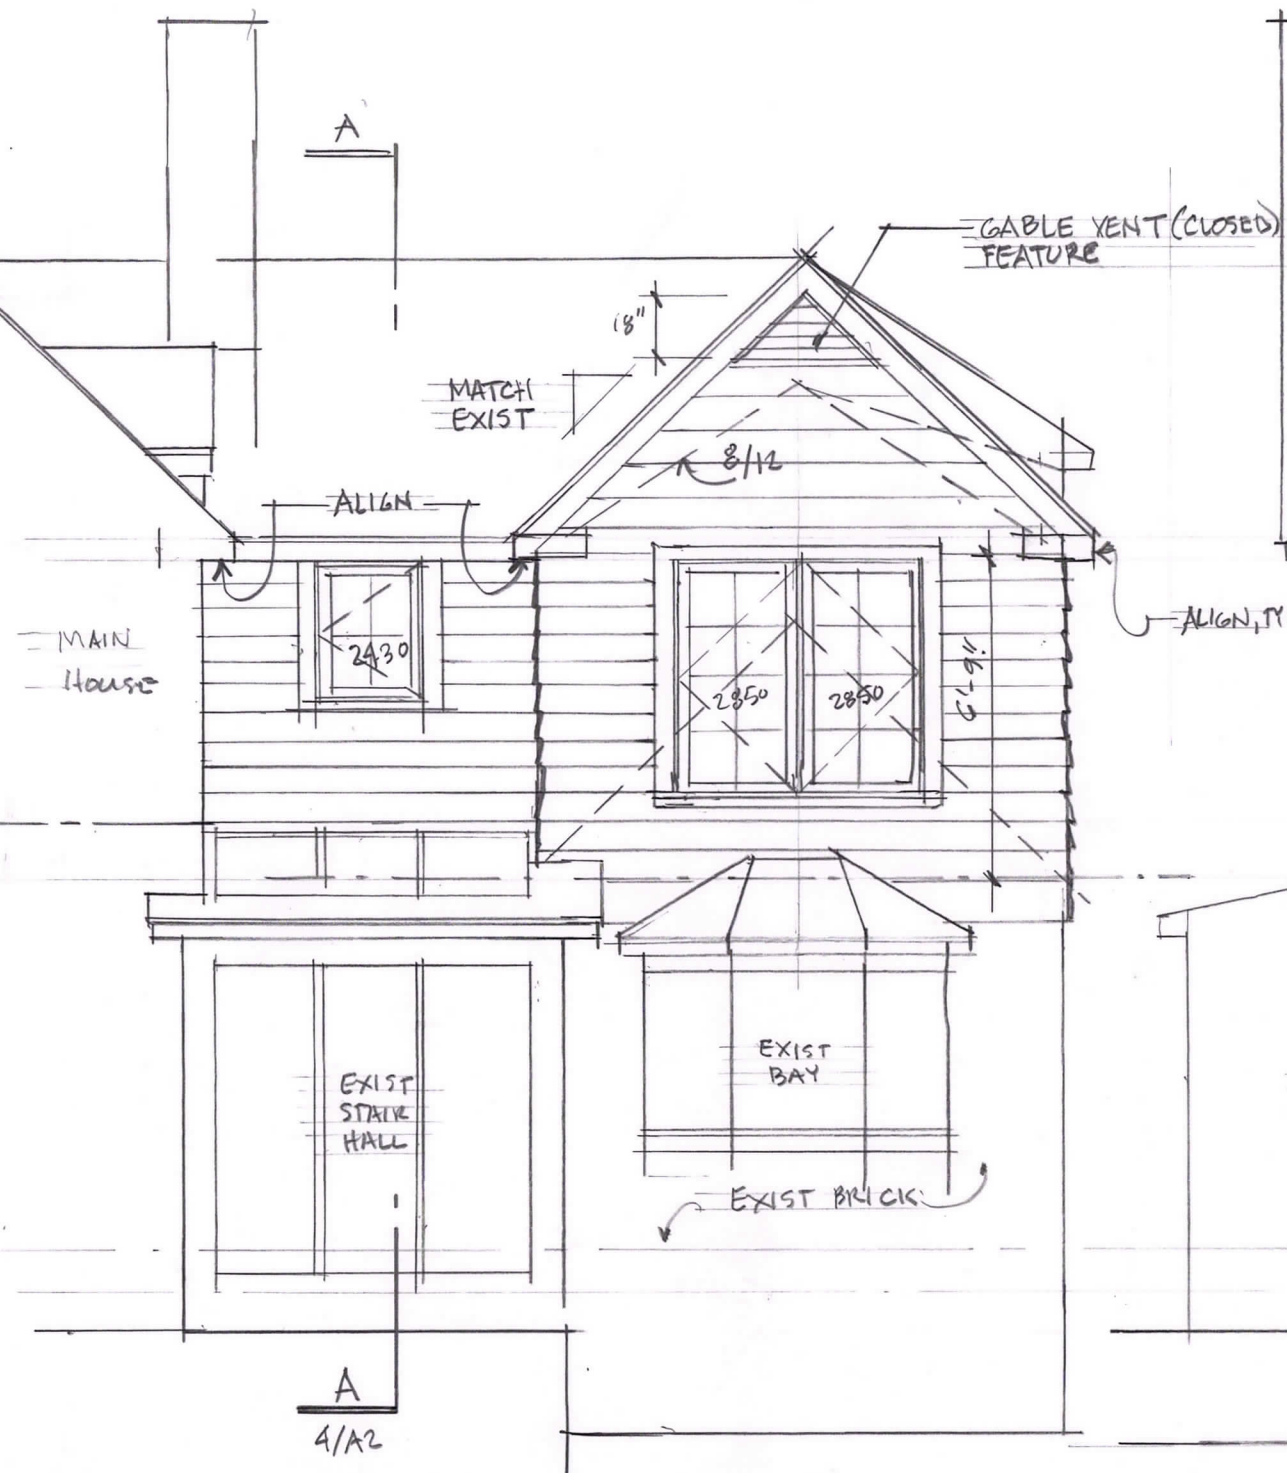 A
GABLE VENT (CLOSED)
FEATURE
18"
MATCH
EXIST
8/12
ALIGN
ALIGN, TY
MAIN
HOUSE
2430
2850
2850
EXIST
BAY
EXIST
STAIR
HALL
EXIST BRICK
A
4/A2